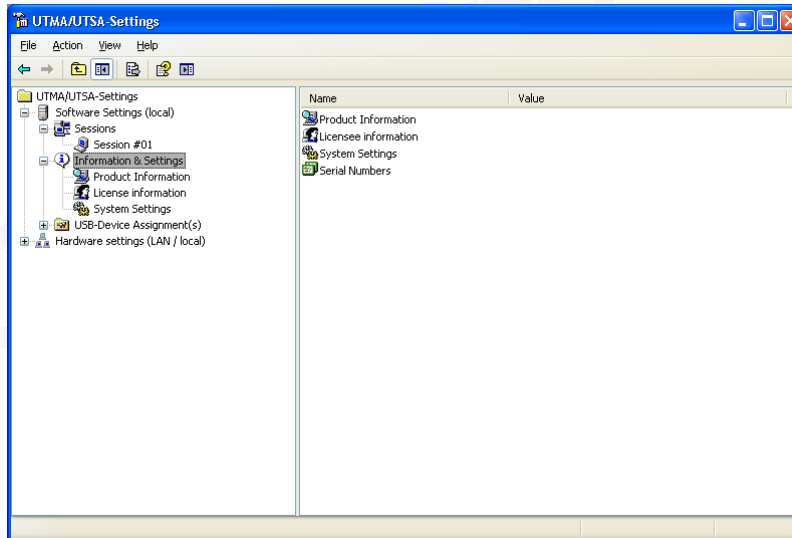 UTMA/UTSA-Settings
File Action View Help
UTMA/UTSA-Settings
Software Settings (local)
Sessions
Session #01
Information & Settings
Product Information
License information
System Settings
USB-Device Assignment(s)
Hardware settings (LAN / local)
Name Value
Product Information
Licensee information
System Settings
Serial Numbers